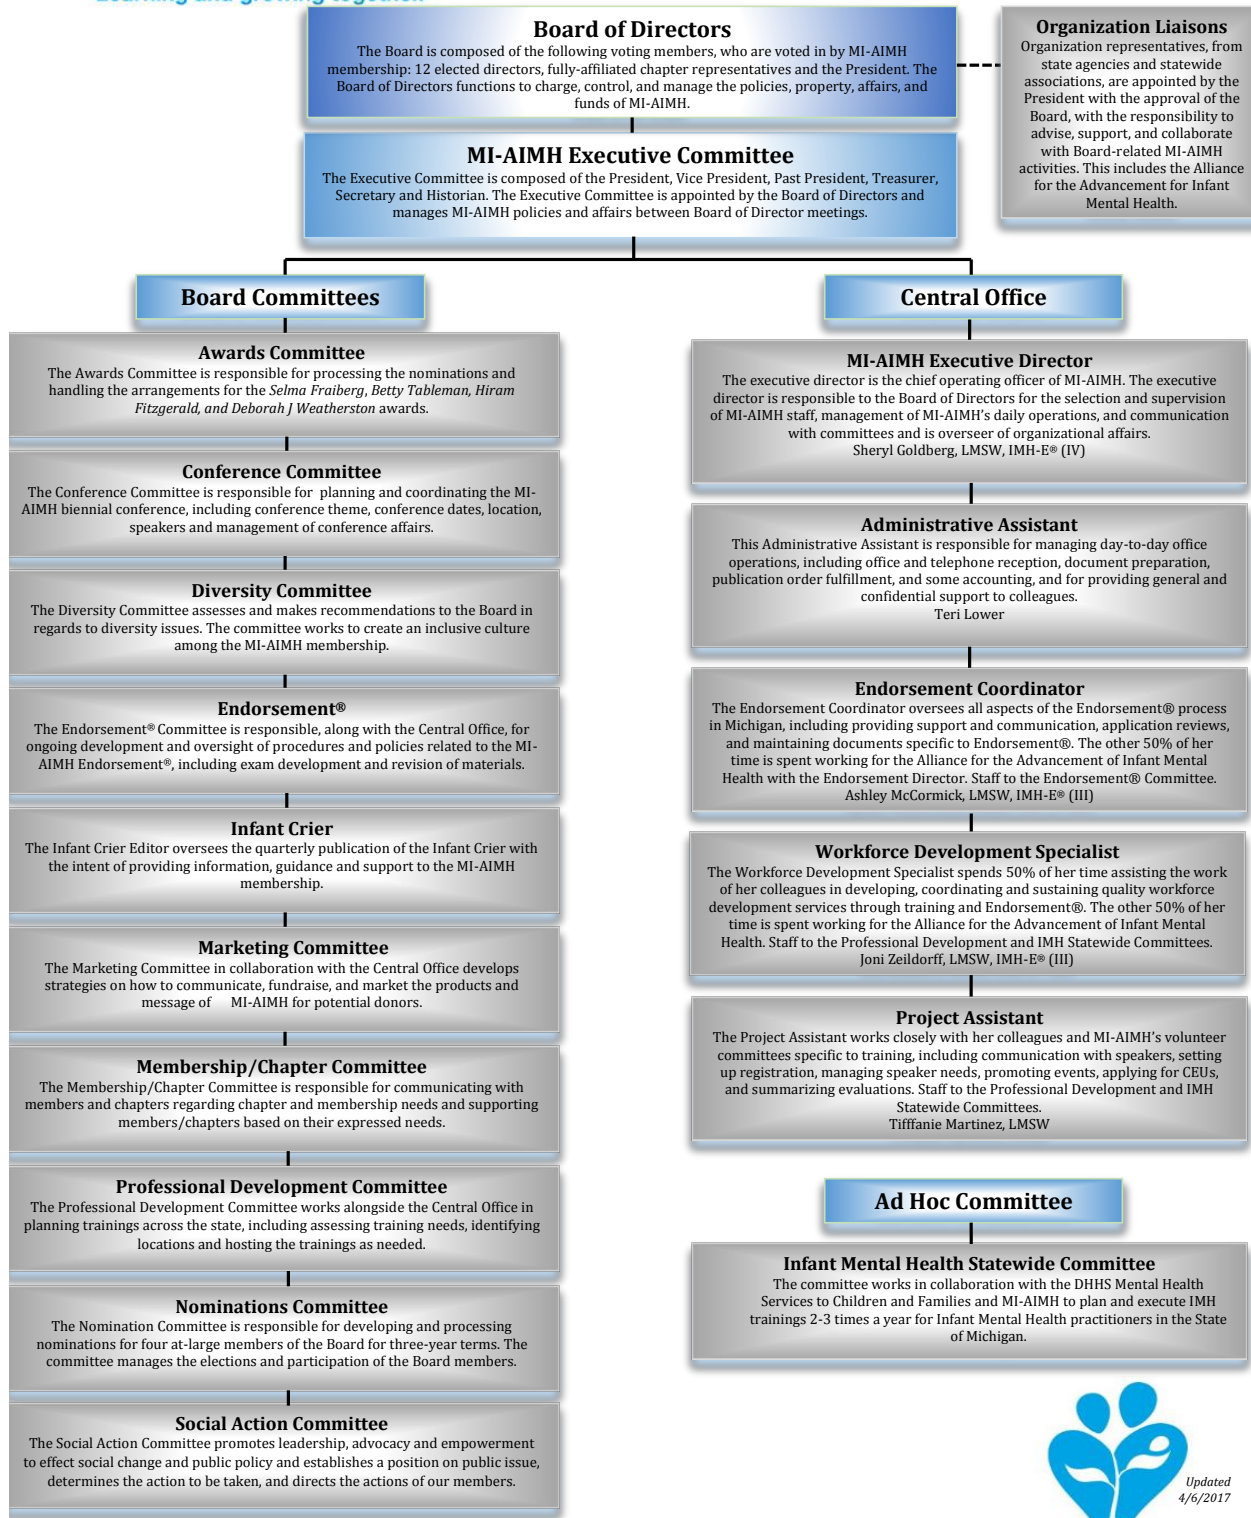 Learning and growing together.
Board of Directors
The Board is composed of the following voting members, who are voted in by MI-AIMH
membership: 12 elected directors, fully-affiliated chapter representatives and the President. The
Board of Directors functions to charge, control, and manage the policies, property, affairs, and
funds of MI-AIMH.
Organization Liaisons
Organization representatives, from
state agencies and statewide
associations, are appointed by the
President with the approval of the
Board, with the responsibility to
advise, support, and collaborate
with Board-related MI-AIMH
activities. This includes the Alliance
for the Advancement for Infant
Mental Health.
MI-AIMH Executive Committee
The Executive Committee is composed of the President, Vice President, Past President, Treasurer,
Secretary and Historian. The Executive Committee is appointed by the Board of Directors and
manages MI-AIMH policies and affairs between Board of Director meetings.
Board Committees
Awards Committee
The Awards Committee is responsible for processing the nominations and
handling the arrangements for the Selma Fraiberg, Betty Tableman, Hiram
Fitzgerald, and Deborah J Weatherston awards.
Conference Committee
The Conference Committee is responsible for planning and coordinating the MI-
AIMH biennial conference, including conference theme, conference dates, location,
speakers and management of conference affairs.
Diversity Committee
The Diversity Committee assesses and makes recommendations to the Board in
regards to diversity issues. The committee works to create an inclusive culture
among the MI-AIMH membership.
Endorsement®
The Endorsement® Committee is responsible, along with the Central Office, for
ongoing development and oversight of procedures and policies related to the MI-
AIMH Endorsement®, including exam development and revision of materials.
Infant Crier
The Infant Crier Editor oversees the quarterly publication of the Infant Crier with
the intent of providing information, guidance and support to the MI-AIMH
membership.
Marketing Committee
The Marketing Committee in collaboration with the Central Office develops
strategies on how to communicate, fundraise, and market the products and
message of MI-AIMH for potential donors.
Membership/Chapter Committee
The Membership/Chapter Committee is responsible for communicating with
members and chapters regarding chapter and membership needs and supporting
members/chapters based on their expressed needs.
Professional Development Committee
The Professional Development Committee works alongside the Central Office in
planning trainings across the state, including assessing training needs, identifying
locations and hosting the trainings as needed.
Nominations Committee
The Nomination Committee is responsible for developing and processing
nominations for four at-large members of the Board for three-year terms. The
committee manages the elections and participation of the Board members.
Social Action Committee
The Social Action Committee promotes leadership, advocacy and empowerment
to effect social change and public policy and establishes a position on public issue,
determines the action to be taken, and directs the actions of our members.
Central Office
MI-AIMH Executive Director
The executive director is the chief operating officer of MI-AIMH. The executive
director is responsible to the Board of Directors for the selection and supervision
of MI-AIMH staff, management of MI-AIMH's daily operations, and communication
with committees and is overseer of organizational affairs.
Sheryl Goldberg, LMSW, IMH-E® (IV)
Administrative Assistant
This Administrative Assistant is responsible for managing day-to-day office
operations, including office and telephone reception, document preparation,
publication order fulfillment, and some accounting, and for providing general and
confidential support to colleagues.
Teri Lower
Endorsement Coordinator
The Endorsement Coordinator oversees all aspects of the Endorsement® process
in Michigan, including providing support and communication, application reviews,
and maintaining documents specific to Endorsement®. The other 50% of her
time is spent working for the Alliance for the Advancement of Infant Mental
Health with the Endorsement Director. Staff to the Endorsement® Committee.
Ashley McCormick, LMSW, IMH-E® (III)
Workforce Development Specialist
The Workforce Development Specialist spends 50% of her time assisting the work
of her colleagues in developing, coordinating and sustaining quality workforce
development services through training and Endorsement®. The other 50% of her
time is spent working for the Alliance for the Advancement of Infant Mental
Health. Staff to the Professional Development and IMH Statewide Committees.
Joni Zeildorff, LMSW, IMH-E® (III)
Project Assistant
The Project Assistant works closely with her colleagues and MI-AIMH's volunteer
committees specific to training, including communication with speakers, setting
up registration, managing speaker needs, promoting events, applying for CEUs,
and summarizing evaluations. Staff to the Professional Development and IMH
Statewide Committees.
Tifffanie Martinez, LMSW
Ad Hoc Committee
Infant Mental Health Statewide Committee
The committee works in collaboration with the DHHS Mental Health
Services to Children and Families and MI-AIMH to plan and execute IMH
trainings 2-3 times a year for Infant Mental Health practitioners in the State
of Michigan.
Updated
4/6/2017